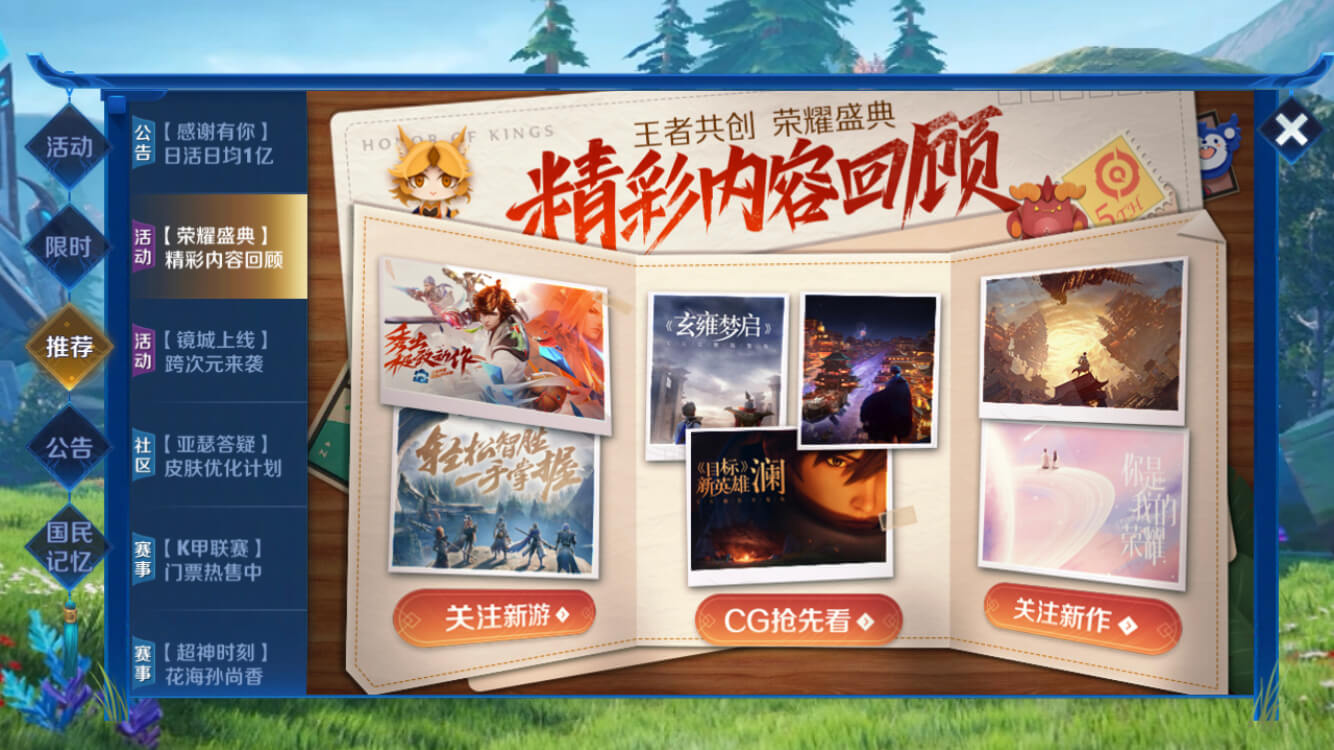 活动
限时
推荐
公告
国民
记忆
公告
【感谢有你】
日活日均1亿
活动
【荣耀盛典】
精彩内容回顾
活动
【镜城上线】
跨次元来袭
社区
【亚瑟答疑】
皮肤优化计划
赛事
【K甲联赛】
门票热售中
赛事
【超神时刻】
花海孙尚香
HONOR OF KINGS
王者共创 荣耀盛典
精彩内容回顾
5TH
轻松智胜
一手掌握
关注新游
《玄雍梦启》
《目标》
新英雄 澜
CG抢先看
你是
我的
荣耀
关注新作